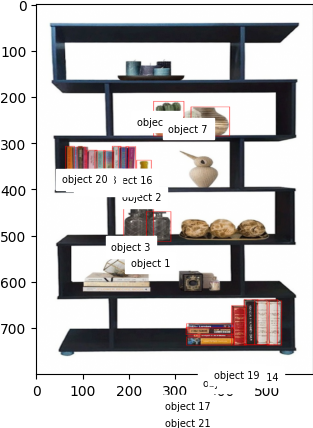 0
100
200
300
400
500
600
700
objec
object 7
object 20
ect 16
object 2
object 3
object 1
0
100
200
300
500
object 19
14
object 17
object 21